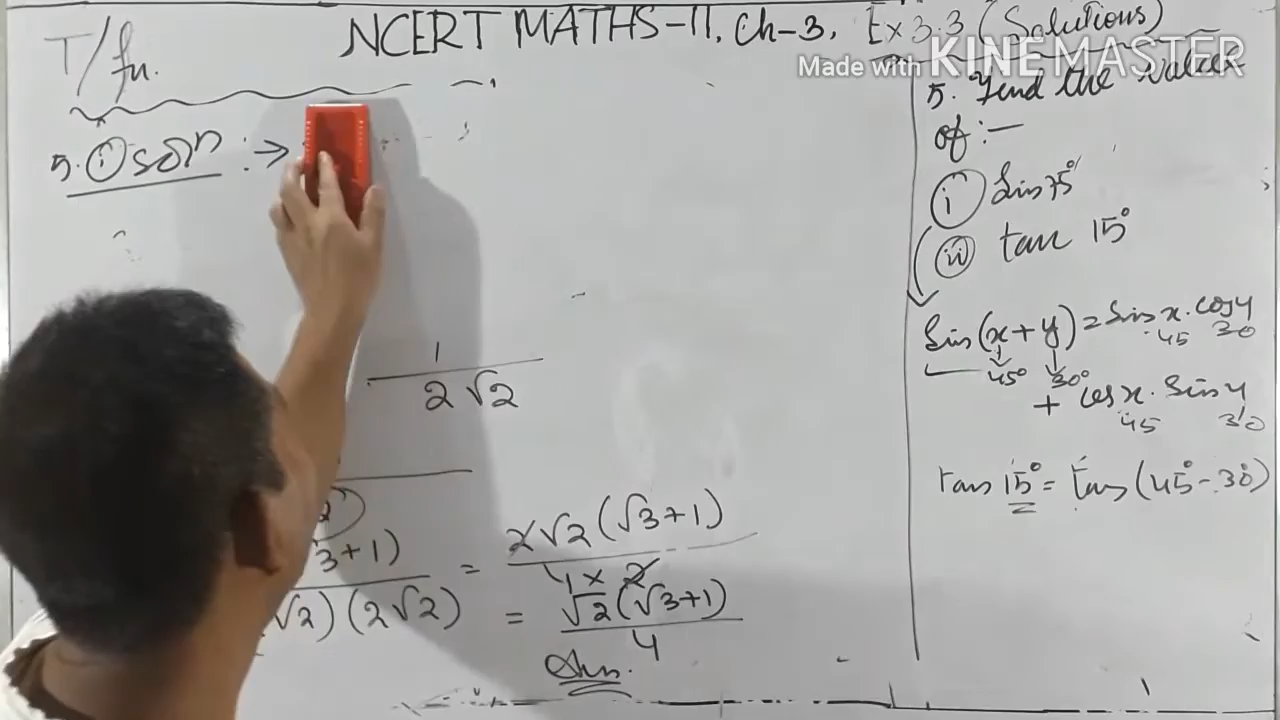 NCERT MATHS-11, Ch-3, Ex 3.3 (Solutions)
T/fn.
Made with KINEMASTER
5. i soln :→
1
2√2
3+1)
√2)(2√2)
= 2√2(√3+1)
4 × 2
= √2(√3+1)
4
Ans.
5. Find the values
of :—
i Sin 75°
ii tan 15°
Sin(x+y)=Sin x. cos y
45 30
45° 30°
+ cos x. Sin y
45 30
tan 15° = tan (45°-30)